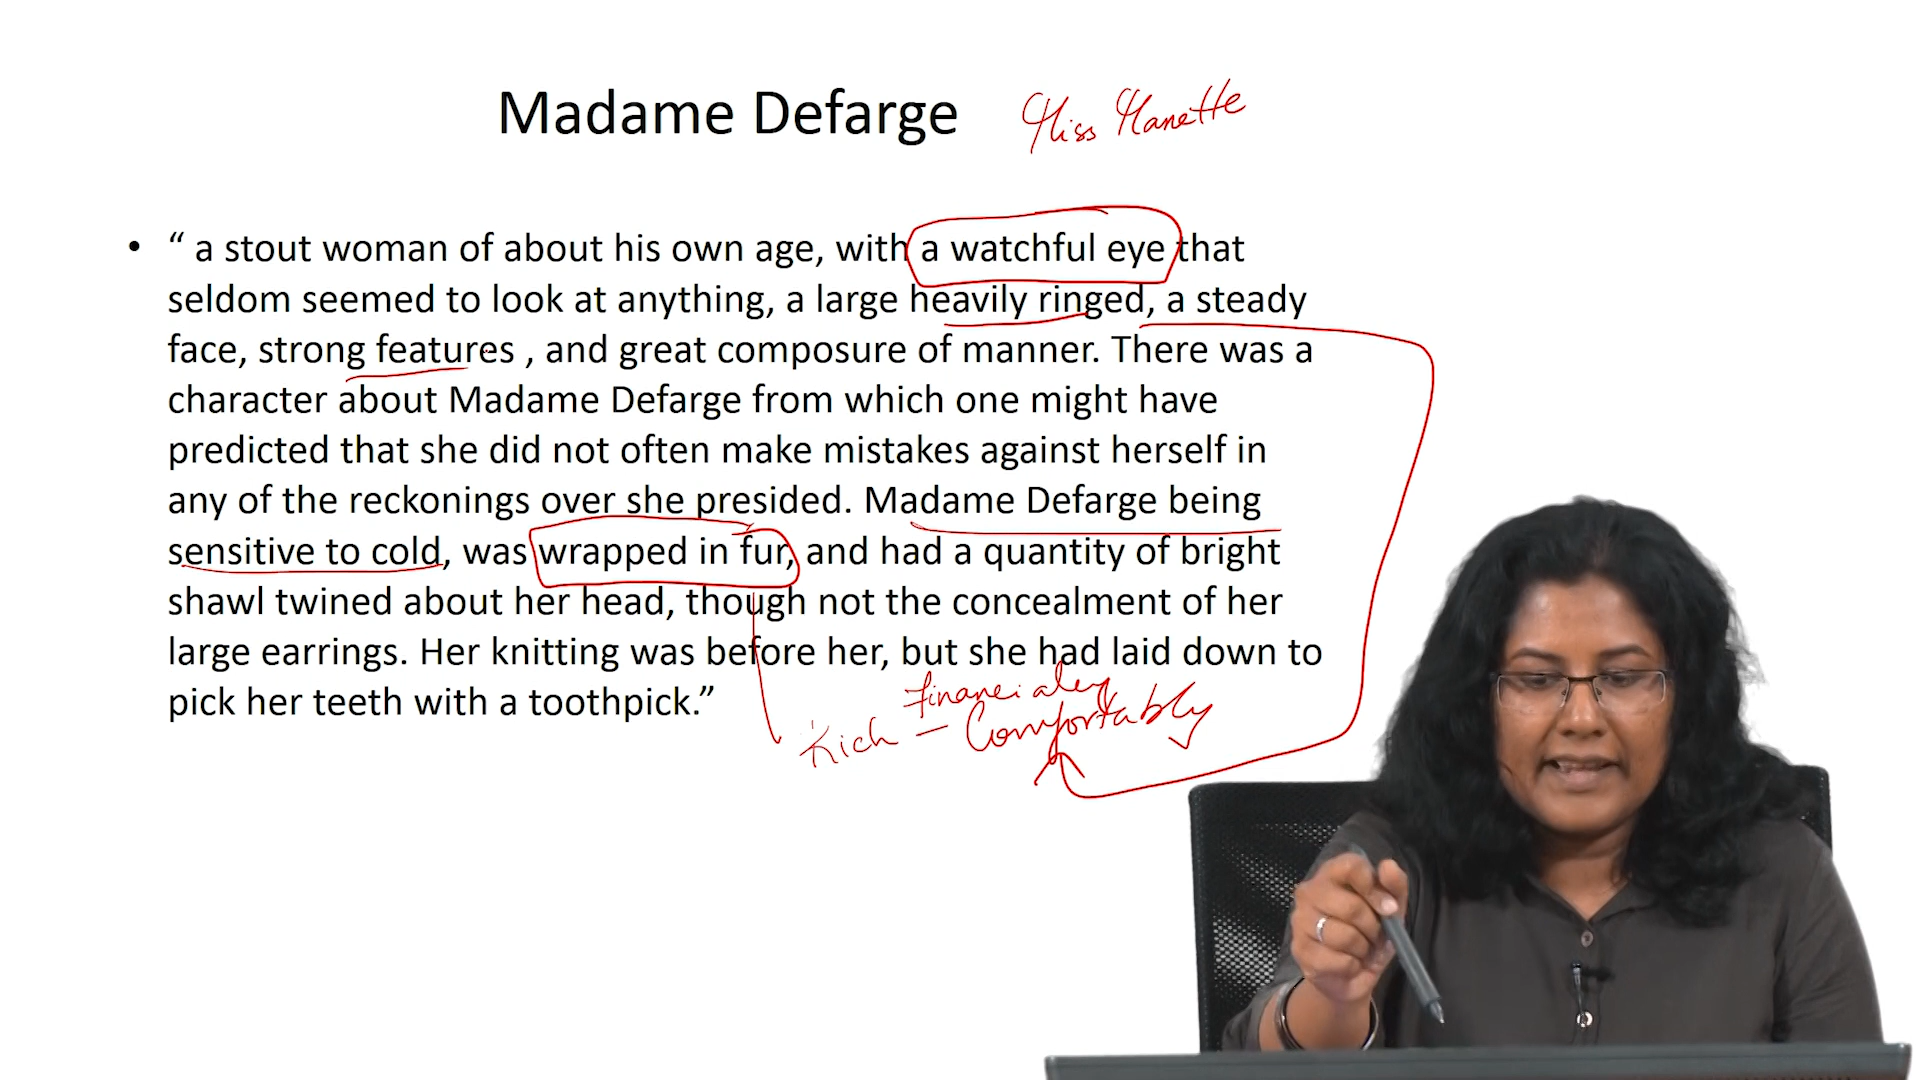 Madame Defarge Miss Manette
• “ a stout woman of about his own age, with a watchful eye that
seldom seemed to look at anything, a large heavily ringed, a steady
face, strong features , and great composure of manner. There was a
character about Madame Defarge from which one might have
predicted that she did not often make mistakes against herself in
any of the reckonings over she presided. Madame Defarge being
sensitive to cold, was wrapped in fur, and had a quantity of bright
shawl twined about her head, though not the concealment of her
large earrings. Her knitting was before her, but she had laid down to
pick her teeth with a toothpick.”
Financialey
Rich – Comfortably